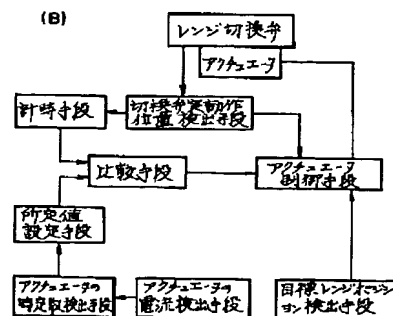 (B)
レンジ切換弁
アクチュエータ
計時手段
切換弁定動作
位置検出手段
比較手段
アクチュエータ
制御手段
所定値
設定手段
アクチュエータの
時定数検出手段
アクチュエータの
電流検出手段
目標レンジポジシ
ョン検出手段